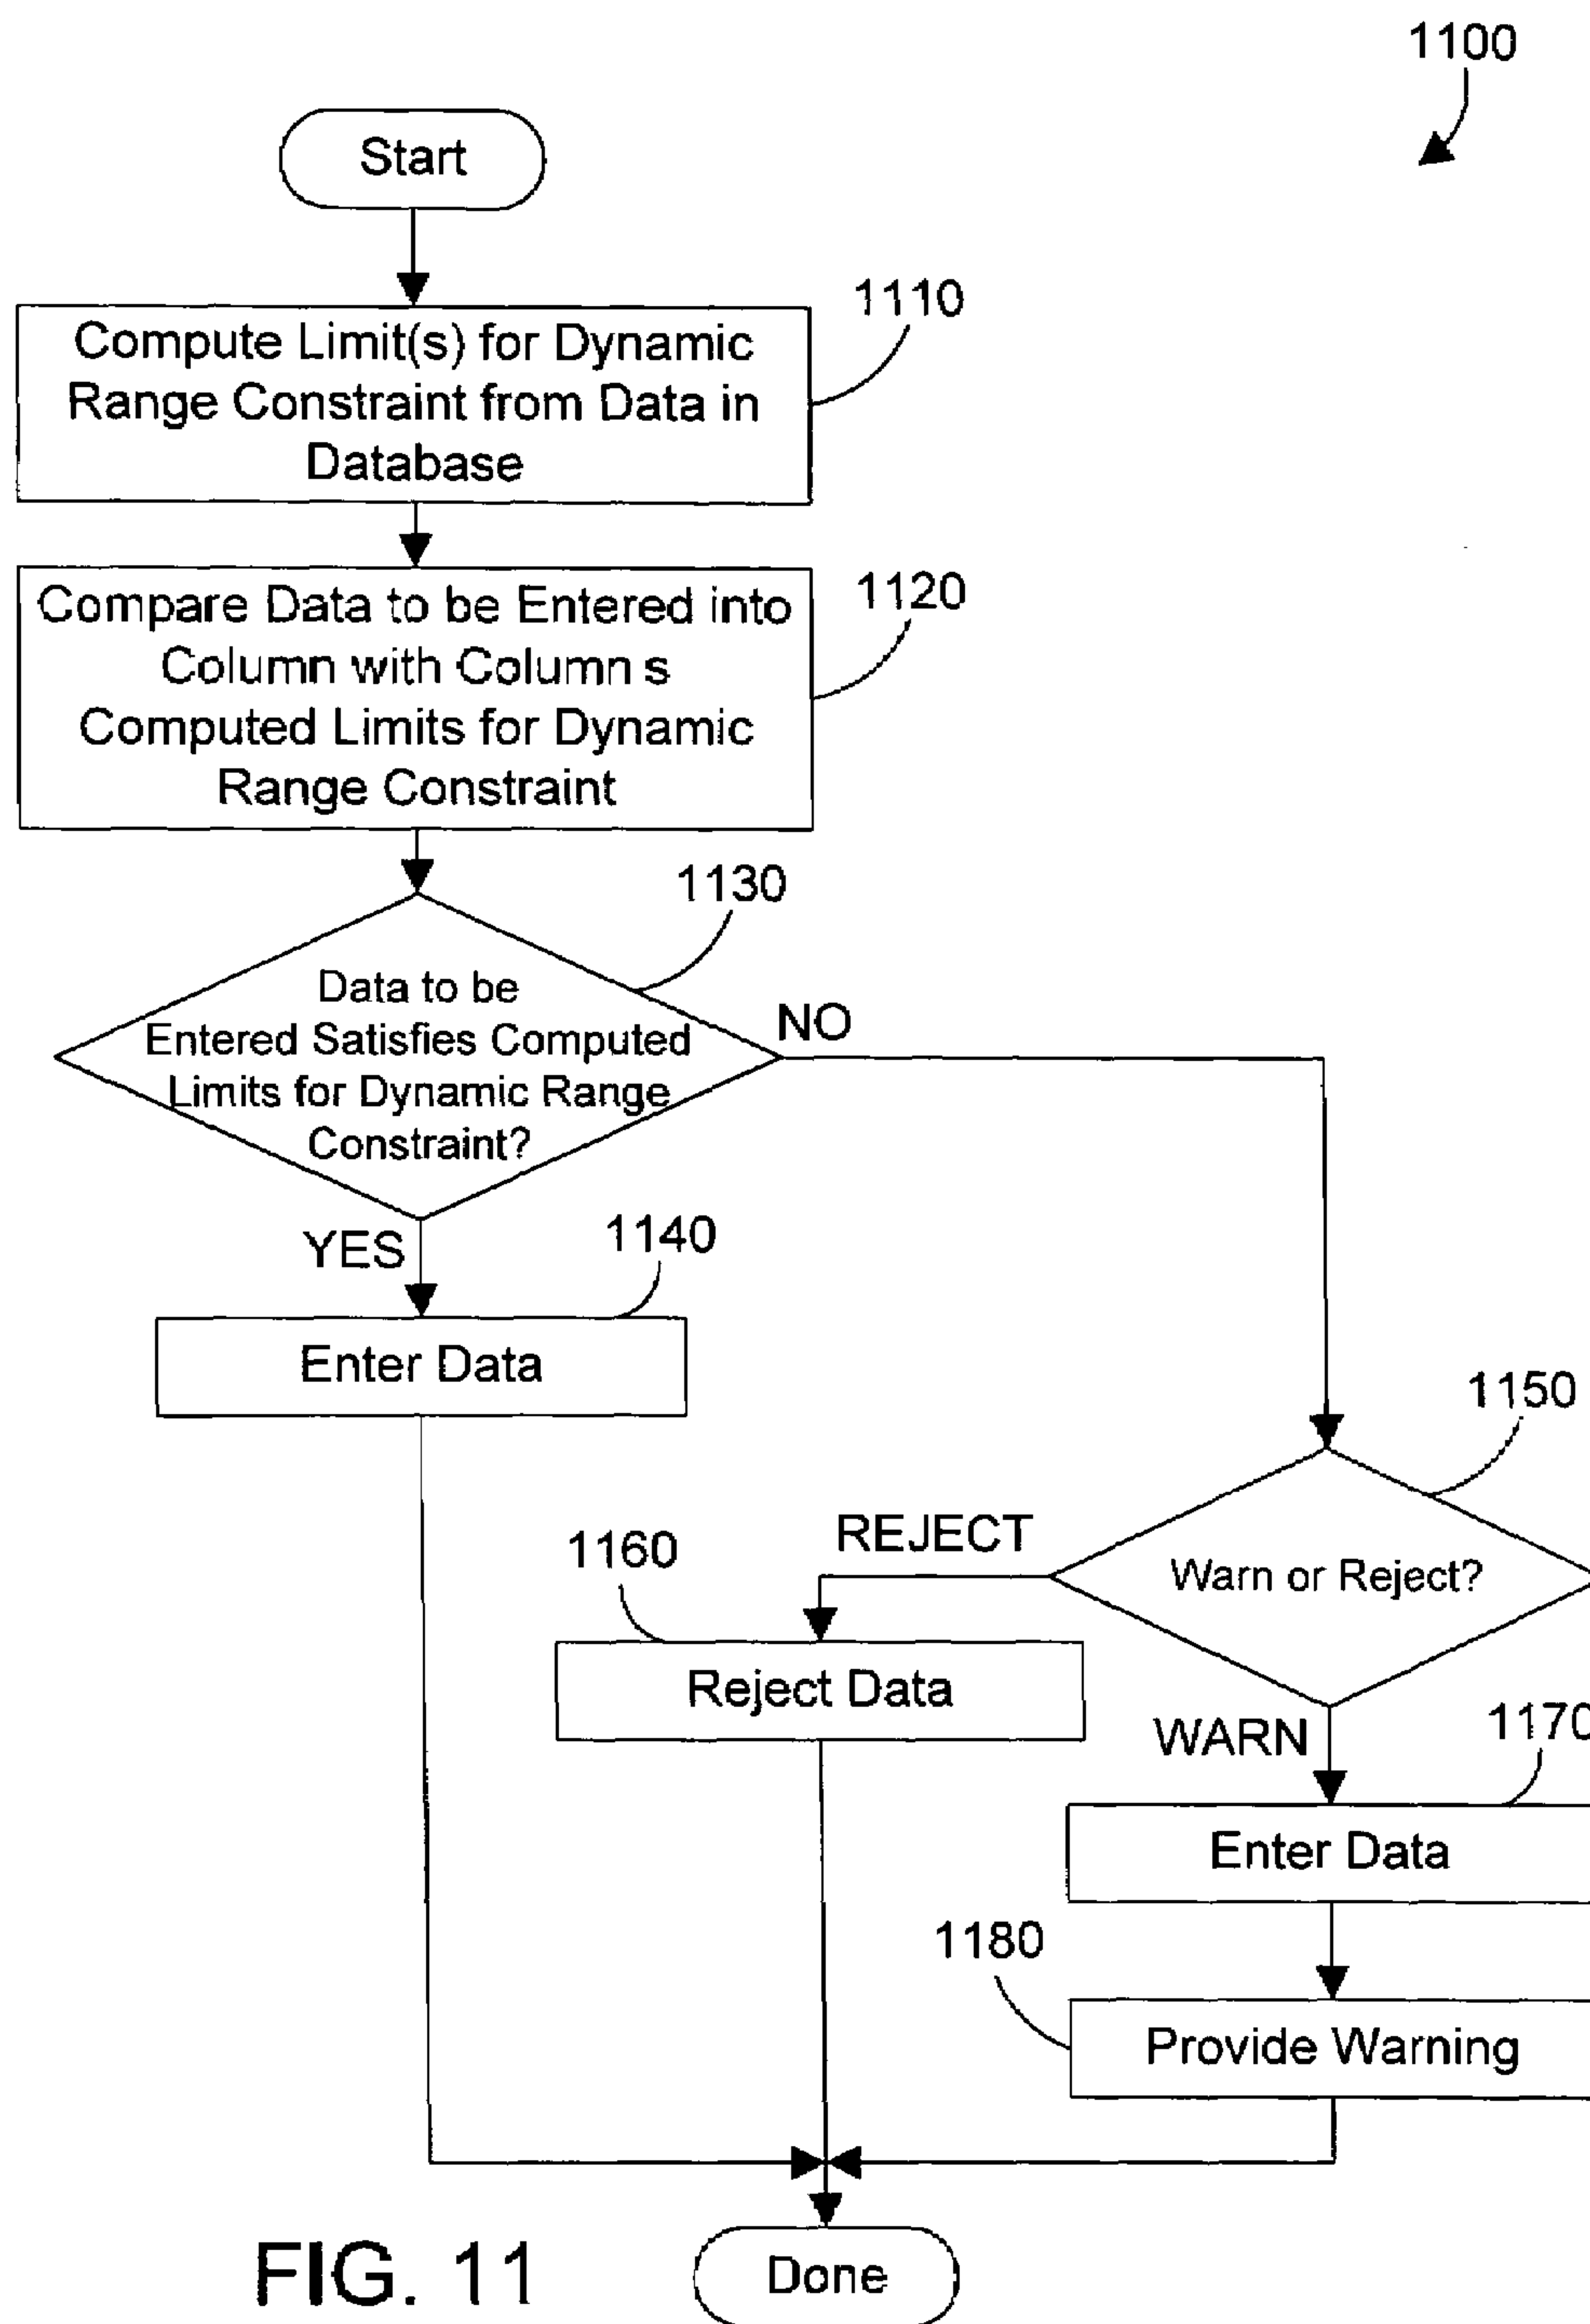 1100
Start
1110
Compute Limit(s) for Dynamic
Range Constraint from Data in
Database
1120
Compare Data to be Entered into
Column with Column s
Computed Limits for Dynamic
Range Constraint
1130
Data to be
Entered Satisfies Computed
Limits for Dynamic Range
Constraint?
NO
YES
1140
Enter Data
1150
Warn or Reject?
REJECT
1160
Reject Data
WARN
1170
Enter Data
1180
Provide Warning
FIG. 11
Done